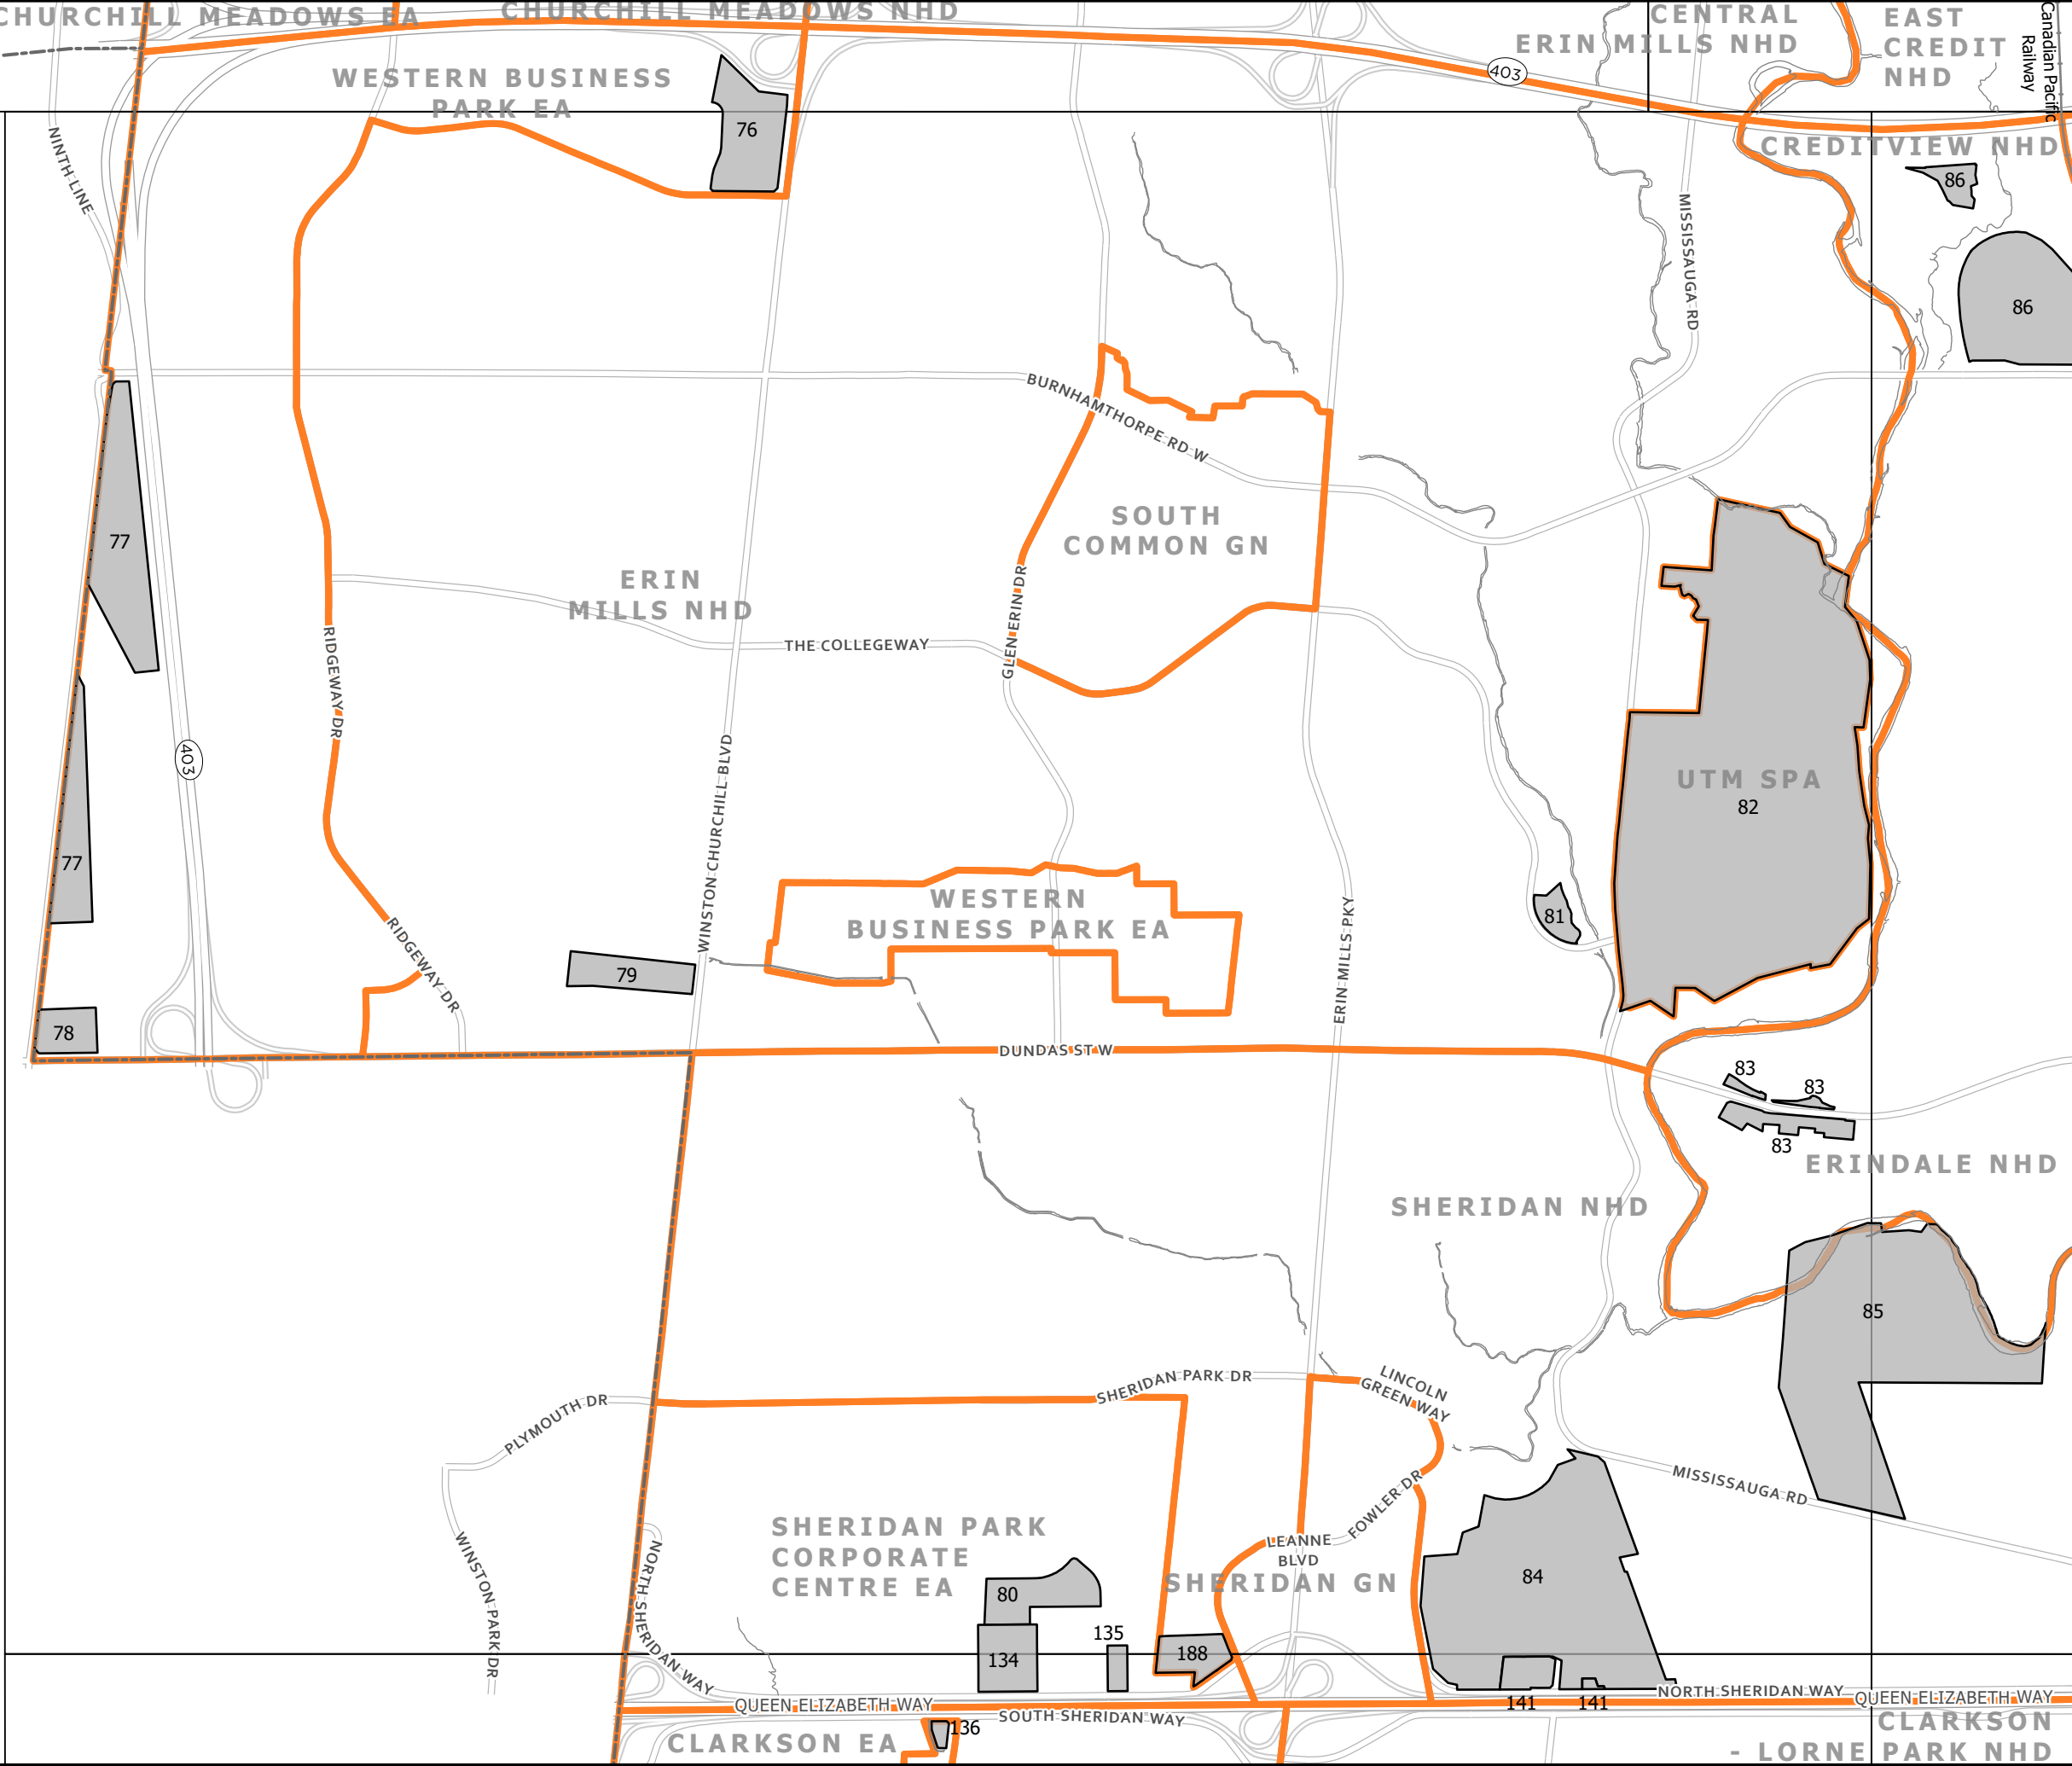 CHURCHILL MEADOWS EA
CHURCHILL MEADOWS NHD
CENTRAL
ERIN MILLS NHD
EAST
CREDIT
NHD
Canadian Pacific
Railway
WESTERN BUSINESS
PARK EA
403
76
NINTH LINE
CREDITVIEW NHD
86
MISSISSAUGA RD
86
BURNHAMTHORPE RD W
SOUTH
COMMON GN
77
ERIN
MILLS NHD
GLEN ERIN DR
THE COLLEGEWAY
RIDGEWAY DR
403
UTM SPA
82
WINSTON CHURCHILL BLVD
77
WESTERN
BUSINESS PARK EA
81
ERIN MILLS PKY
RIDGEWAY DR
79
78
DUNDAS ST W
83
83
83
ERINDALE NHD
SHERIDAN NHD
85
SHERIDAN PARK DR
LINCOLN
GREEN WAY
PLYMOUTH DR
MISSISSAUGA RD
FOWLER DR
SHERIDAN PARK
CORPORATE
CENTRE EA
LEANNE
BLVD
SHERIDAN GN
WINSTON PARK DR
NORTH SHERIDAN WAY
80
84
135
134
188
NORTH SHERIDAN WAY
QUEEN ELIZABETH WAY
QUEEN ELIZABETH WAY
141
141
SOUTH SHERIDAN WAY
136
CLARKSON EA
CLARKSON
- LORNE PARK NHD